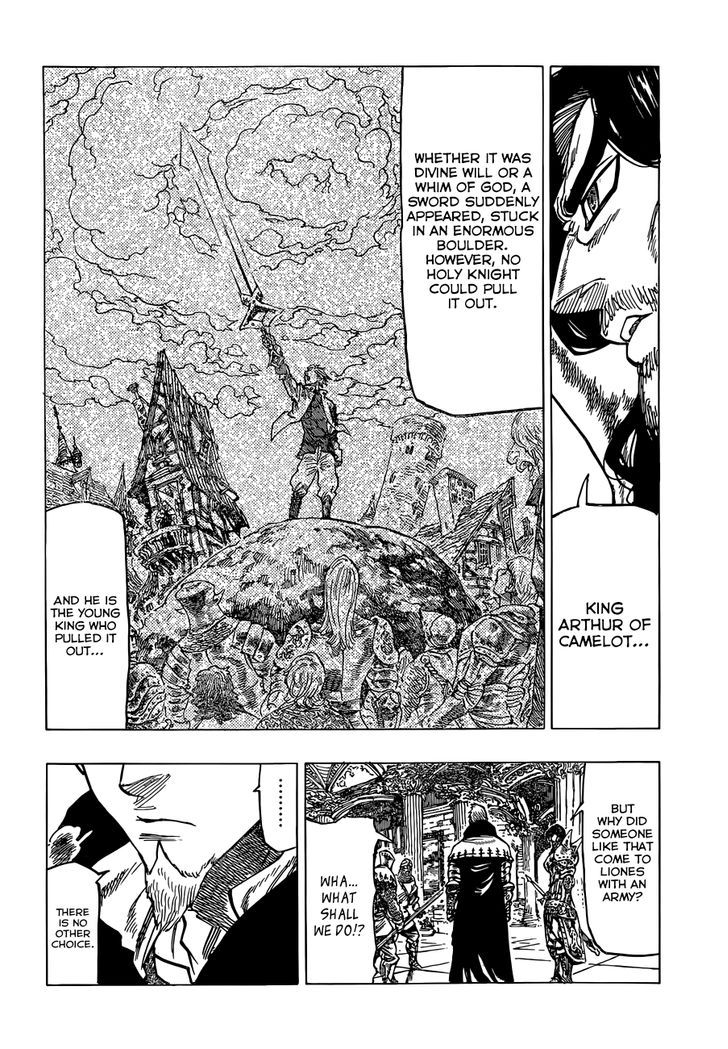 KING
ARTHUR OF
CAMELOT...
WHETHER IT WAS
DIVINE WILL OR A
WHIM OF GOD, A
SWORD SUDDENLY
APPEARED, STUCK
IN AN ENORMOUS
BOULDER.
HOWEVER, NO
HOLY KNIGHT
COULD PULL
IT OUT.
AND HE IS
THE YOUNG
KING WHO
PULLED IT
OUT...
BUT
WHY DID
SOMEONE
LIKE THAT
COME TO
LIONES
WITH AN
ARMY?
WHA...
WHAT
SHALL
WE DO!?
........
THERE
IS NO
OTHER
CHOICE.